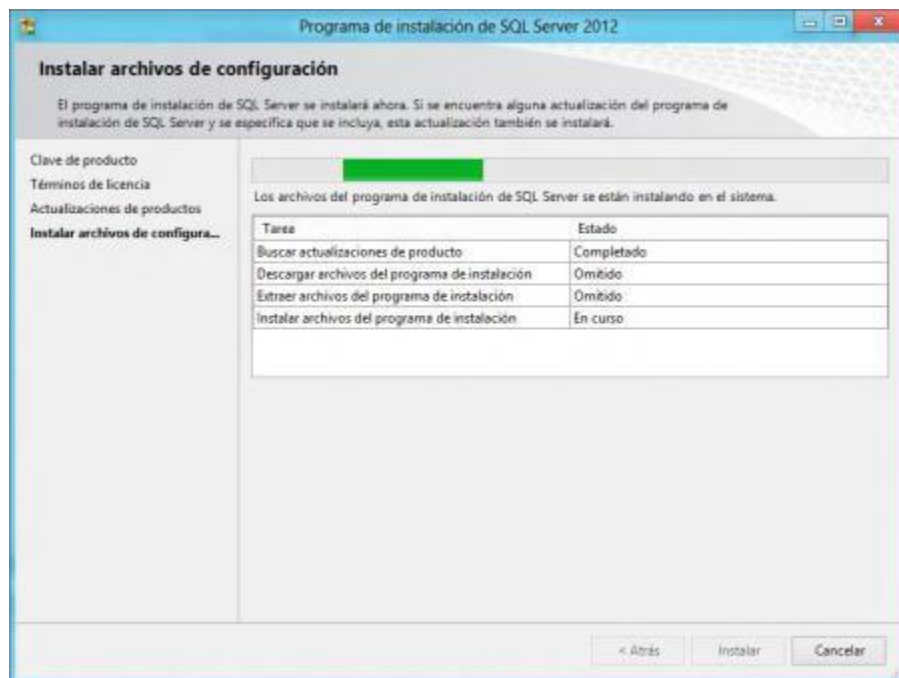 Programa de instalación de SQL Server 2012
Instalar archivos de configuración
El programa de instalación de SQL Server se instalará ahora. Si se encuentra alguna actualización del programa de
instalación de SQL Server y se especifica que se incluya, esta actualización también se instalará.
Clave de producto
Términos de licencia
Actualizaciones de productos
Instalar archivos de configura...
Los archivos del programa de instalación de SQL Server se están instalando en el sistema.
Tarea Estado
Buscar actualizaciones de producto Completado
Descargar archivos del programa de instalación Omitido
Extraer archivos del programa de instalación Omitido
Instalar archivos del programa de instalación En curso
< Atrás Instalar Cancelar